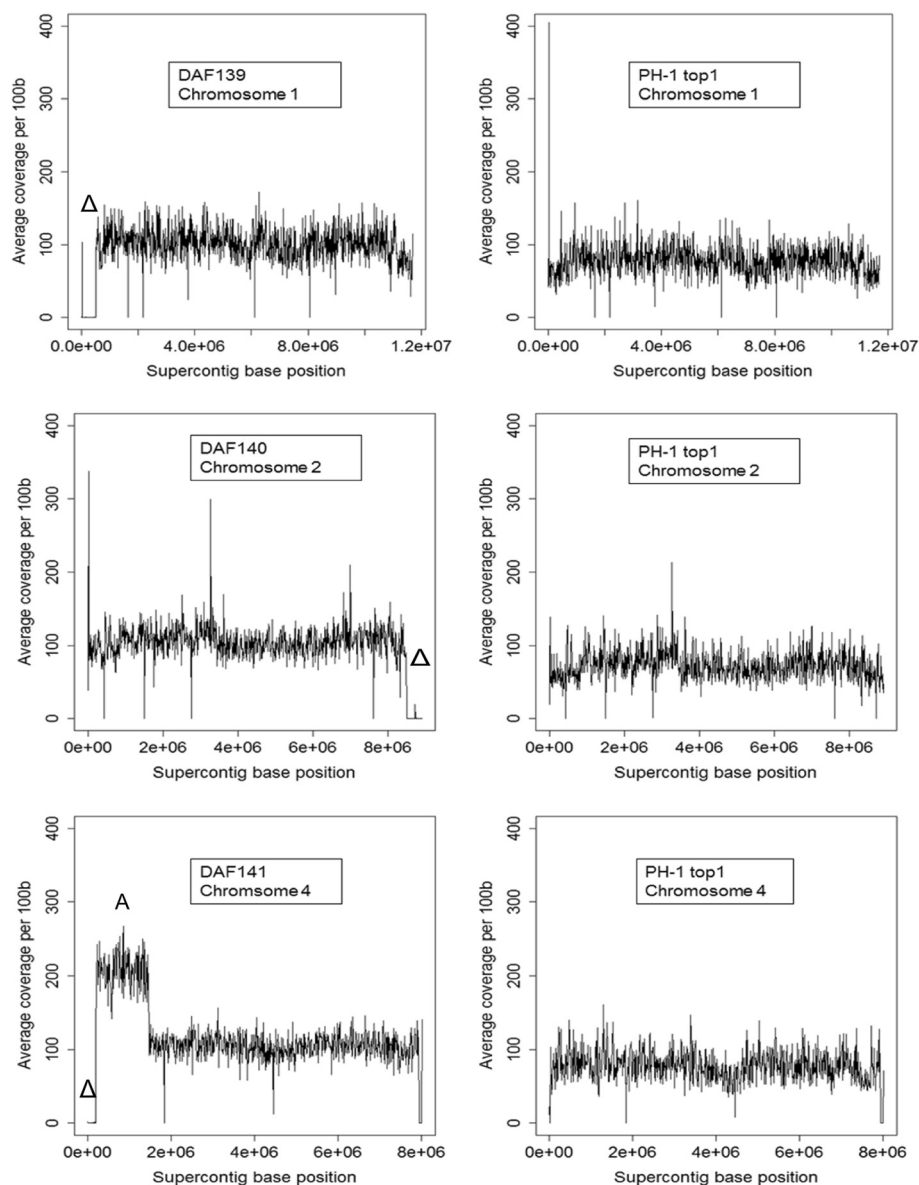 DAF139
Chromosome 1
Δ
Average coverage per 100b
400
300
200
100
0
0.0e+00 4.0e+06 8.0e+06 1.2e+07
Supercontig base position
PH-1 top1
Chromosome 1
Average coverage per 100b
400
300
200
100
0
0.0e+00 4.0e+06 8.0e+06 1.2e+07
Supercontig base position
DAF140
Chromosome 2
Δ
Average coverage per 100b
400
300
200
100
0
0e+00 2e+06 4e+06 6e+06 8e+06
Supercontig base position
PH-1 top1
Chromosome 2
Average coverage per 100b
400
300
200
100
0
0e+00 2e+06 4e+06 6e+06 8e+06
Supercontig base position
DAF141
Chromsome 4
A
Δ
Average coverage per 100b
400
300
200
100
0
0e+00 2e+06 4e+06 6e+06 8e+06
Supercontig base position
PH-1 top1
Chromosome 4
Average coverage per 100b
400
300
200
100
0
0e+00 2e+06 4e+06 6e+06 8e+06
Supercontig base position